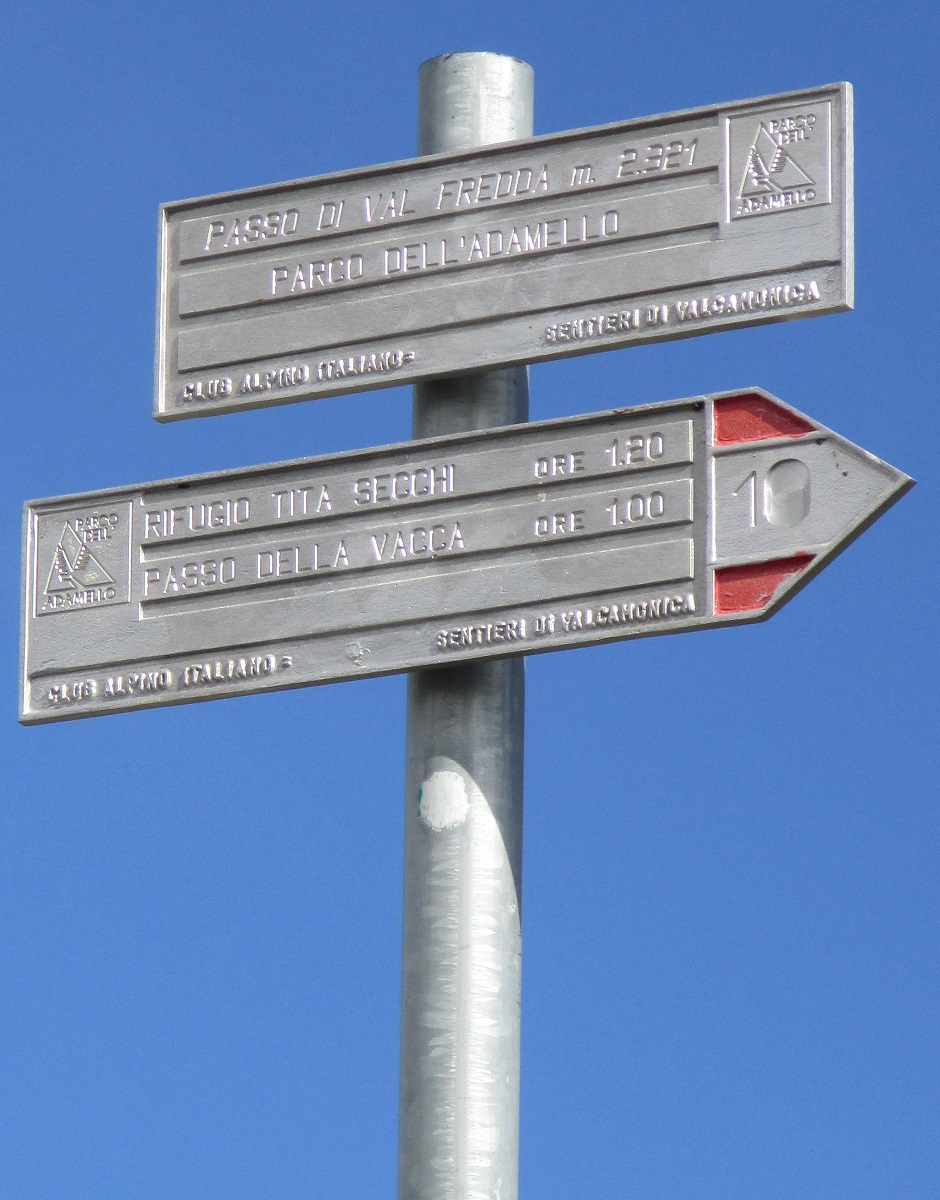 PASSO DI VAL FREDDA m. 2.321
PARCO DELL'ADAMELLO
PARCO
DELL'
ADAMELLO
CLUB ALPINO ITALIANO=
SENTIERI DI VALCAMONICA
PARCO
DELL'
ADAMELLO
RIFUGIO TITA SECCHI ORE 1.20
PASSO DELLA VACCA ORE 1.00
10
CLUB ALPINO ITALIANO=
SENTIERI DI VALCAMONICA